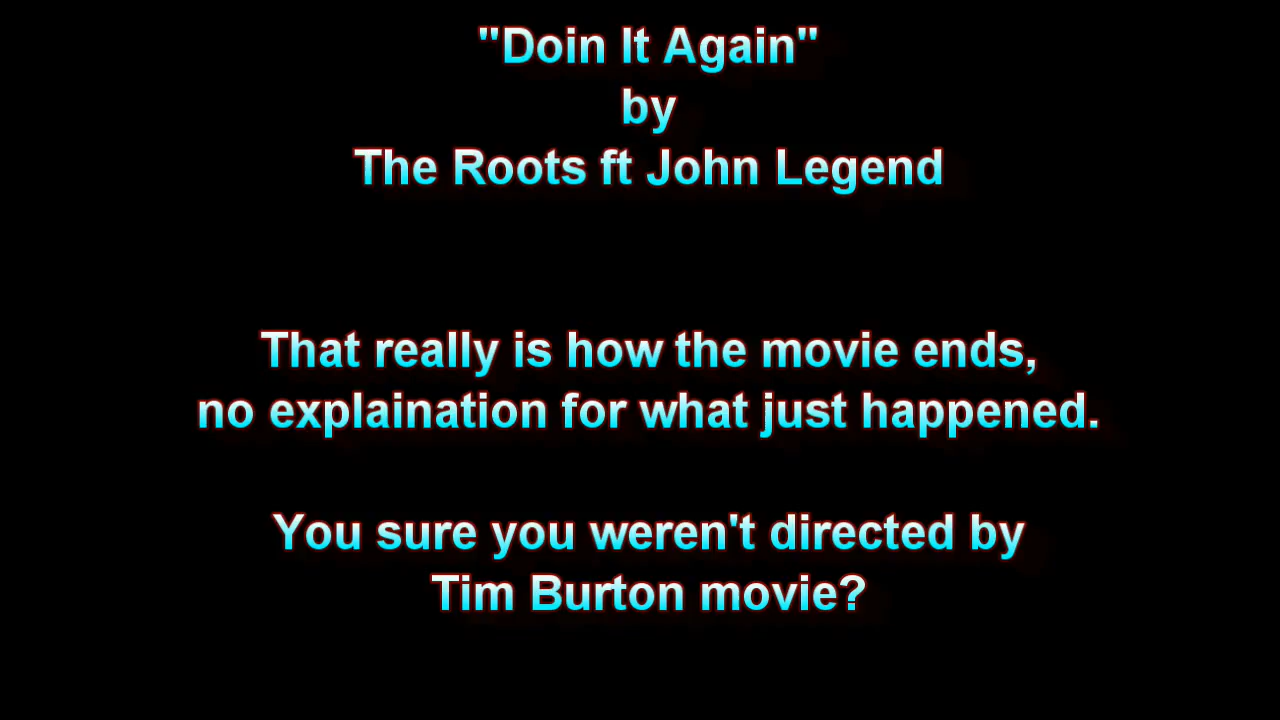 "Doin It Again"
by
The Roots ft John Legend
That really is how the movie ends,
no explaination for what just happened.
You sure you weren't directed by
Tim Burton movie?